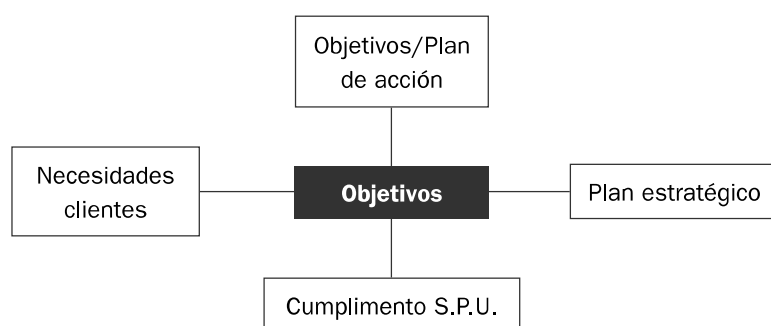 Objetivos/Plan
de acción
Necesidades
clientes
Objetivos
Plan estratégico
Cumplimento S.P.U.